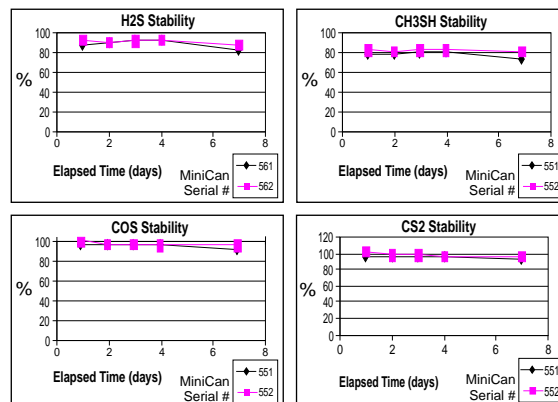 H2S Stability
100
80
60
40
20
0
%
0 2 4 6 8
Elapsed Time (days)
MiniCan
Serial #
561
562
CH3SH Stability
100
80
60
40
20
0
%
0 2 4 6 8
Elapsed Time (days)
MiniCan
Serial #
551
552
COS Stability
100
80
60
40
20
0
%
0 2 4 6 8
Elapsed Time (days)
MiniCan
Serial #
551
552
CS2 Stability
120
100
80
60
40
20
0
%
0 2 4 6 8
Elapsed Time (days)
MiniCan
Serial #
551
552